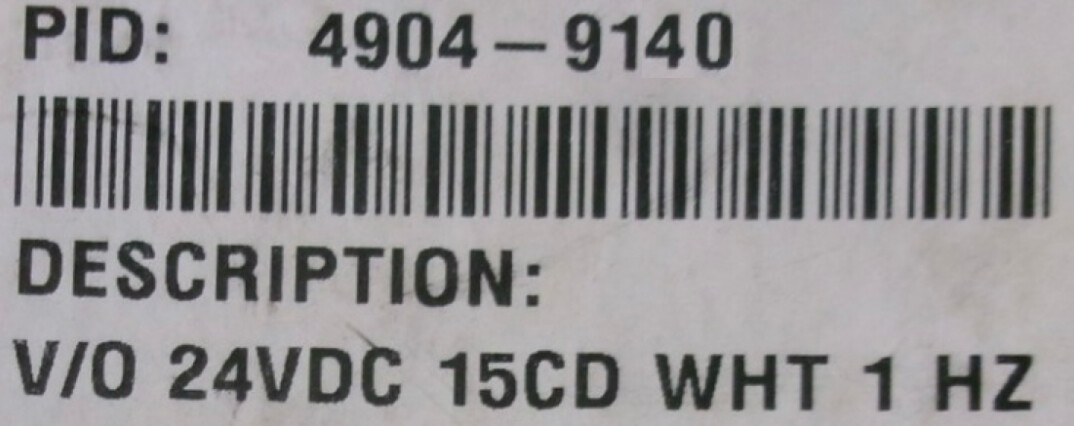 PID: 4904-9140
DESCRIPTION:
V/O 24VDC 15CD WHT 1 HZ